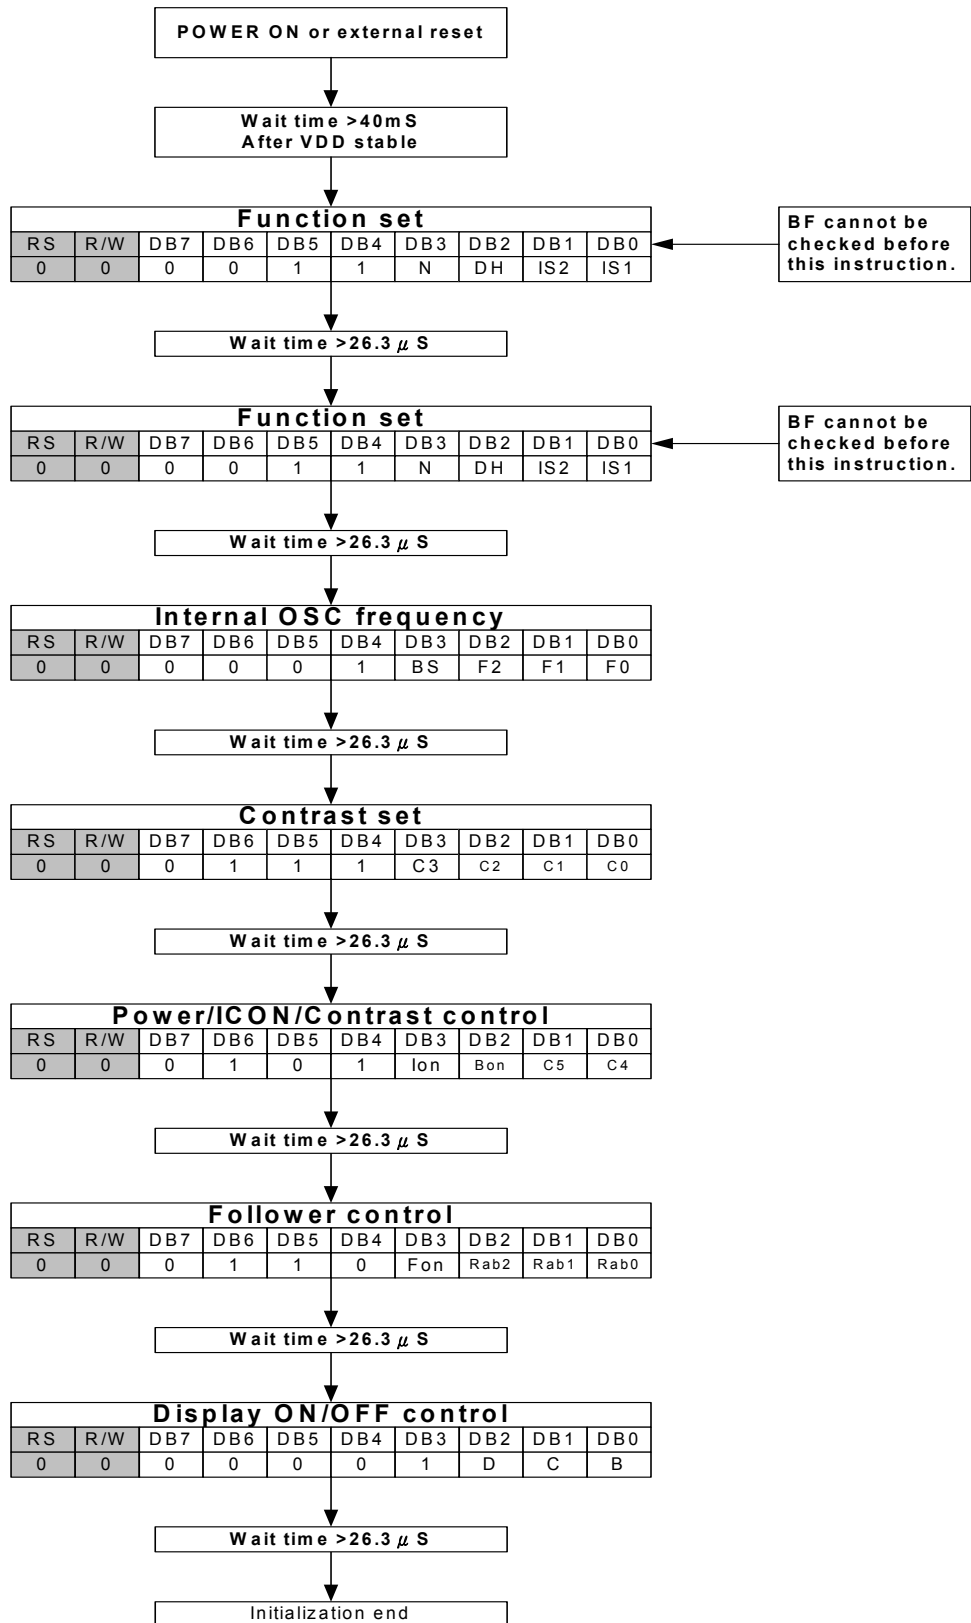 POWER ON or external reset
Wait time >40mS
After VDD stable
Function set
RS R/W DB7 DB6 DB5 DB4 DB3 DB2 DB1 DB0
0 0 0 0 1 1 N DH IS2 IS1
BF cannot be
checked before
this instruction.
Wait time >26.3 μ S
Function set
RS R/W DB7 DB6 DB5 DB4 DB3 DB2 DB1 DB0
0 0 0 0 1 1 N DH IS2 IS1
BF cannot be
checked before
this instruction.
Wait time >26.3 μ S
Internal OSC frequency
RS R/W DB7 DB6 DB5 DB4 DB3 DB2 DB1 DB0
0 0 0 0 0 1 BS F2 F1 F0
Wait time >26.3 μ S
Contrast set
RS R/W DB7 DB6 DB5 DB4 DB3 DB2 DB1 DB0
0 0 0 1 1 1 C3 C2 C1 C0
Wait time >26.3 μ S
Power/ICON/Contrast control
RS R/W DB7 DB6 DB5 DB4 DB3 DB2 DB1 DB0
0 0 0 1 0 1 Ion Bon C5 C4
Wait time >26.3 μ S
Follower control
RS R/W DB7 DB6 DB5 DB4 DB3 DB2 DB1 DB0
0 0 0 1 1 0 Fon Rab2 Rab1 Rab0
Wait time >26.3 μ S
Display ON/OFF control
RS R/W DB7 DB6 DB5 DB4 DB3 DB2 DB1 DB0
0 0 0 0 0 0 1 D C B
Wait time >26.3 μ S
Initialization end